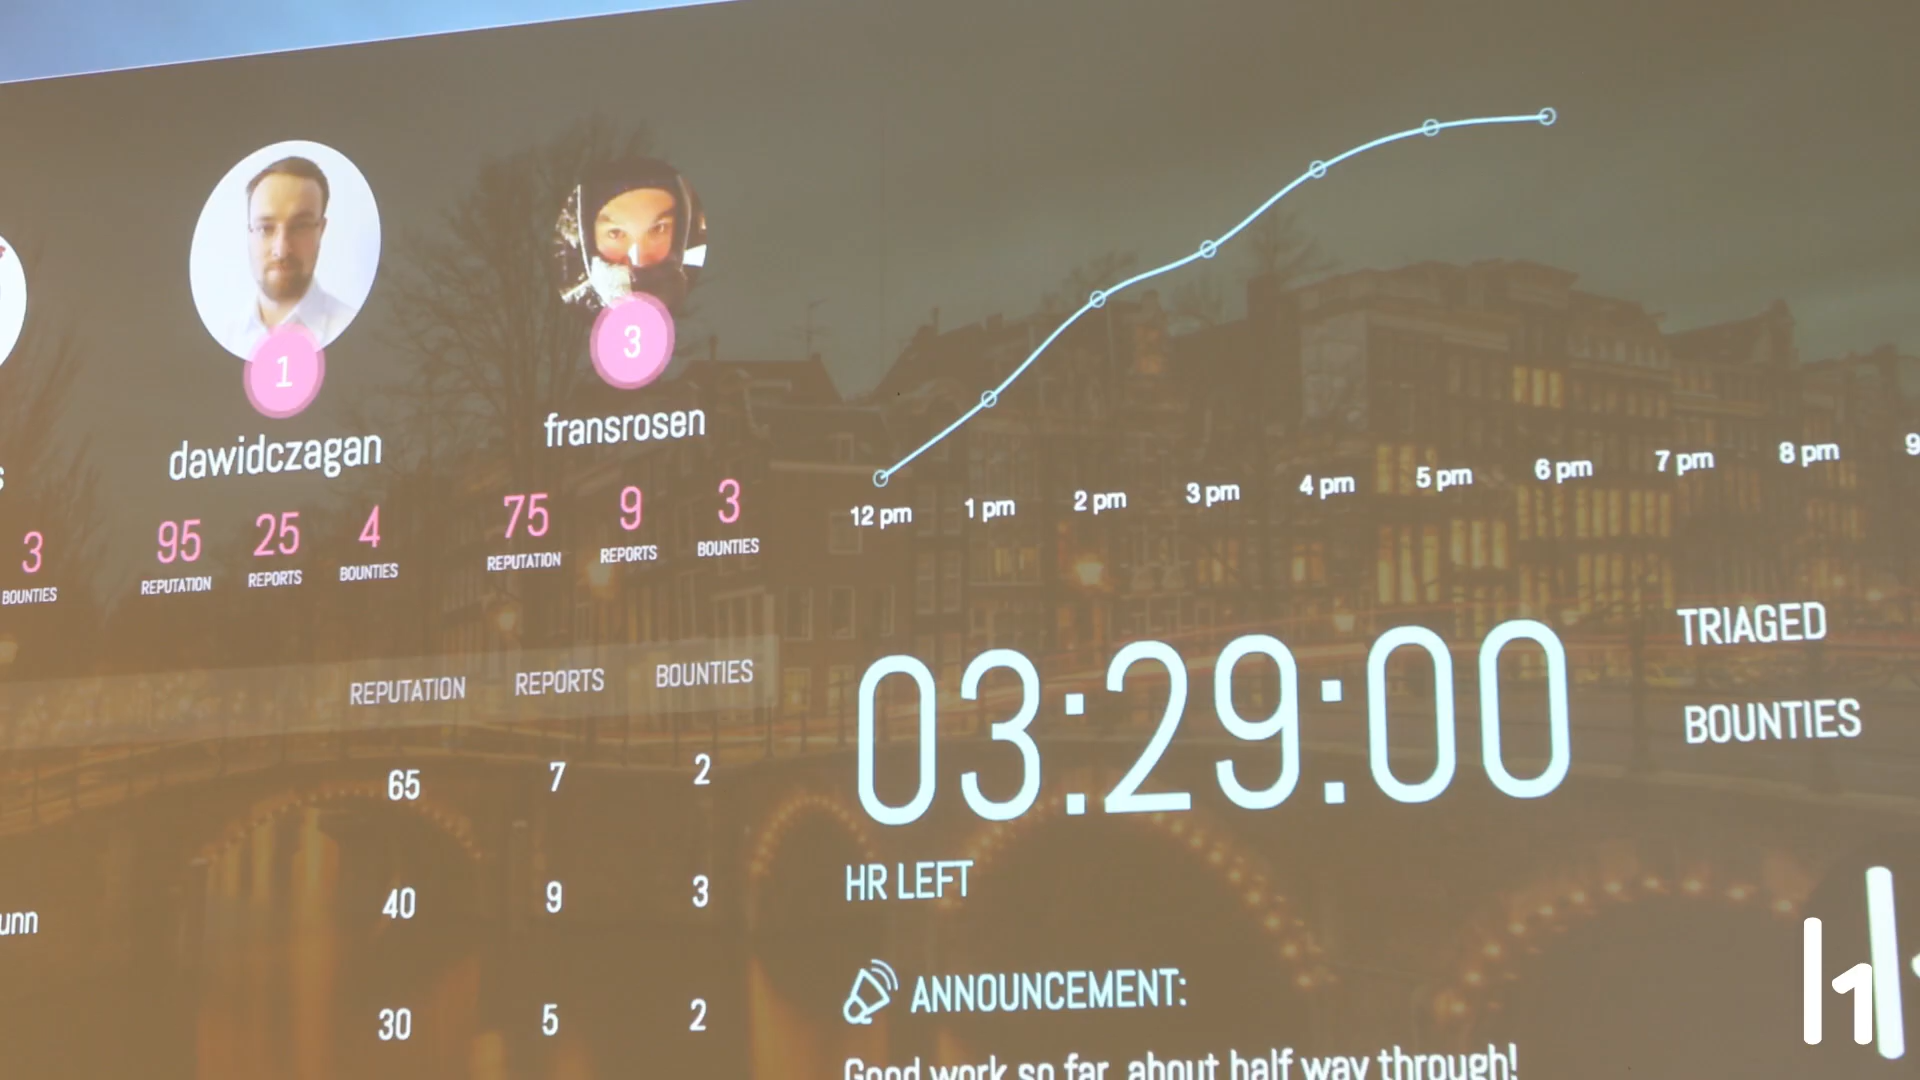 1
3
dawidczagan
fransrosen
3
95
25
4
75
9
3
BOUNTIES
REPUTATION
REPORTS
BOUNTIES
REPUTATION
REPORTS
BOUNTIES
12 pm
1 pm
2 pm
3 pm
4 pm
5 pm
6 pm
7 pm
8 pm
REPUTATION REPORTS BOUNTIES
65 7 2
40 9 3
30 5 2
03:29:00
HR LEFT
TRIAGED
BOUNTIES
ANNOUNCEMENT:
Good work so far, about half way through!
h1